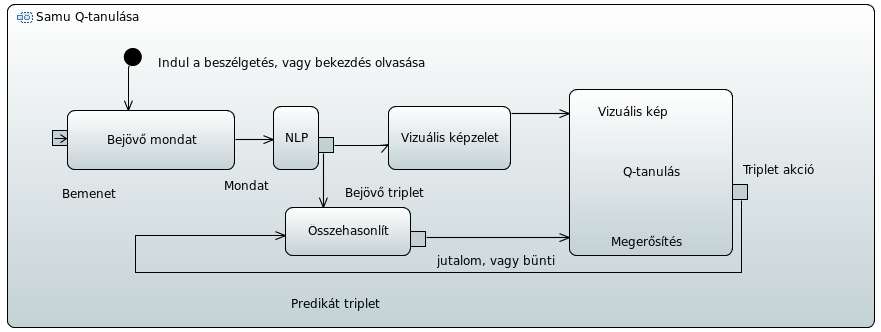 Samu Q-tanulása
Indul a beszélgetés, vagy bekezdés olvasása
Bejövő mondat
NLP
Vizuális képzelet
Vizuális kép
Q-tanulás
Triplet akció
Bemenet
Mondat
Bejövő triplet
Összehasonlít
Megerősítés
jutalom, vagy bünti
Predikát triplet